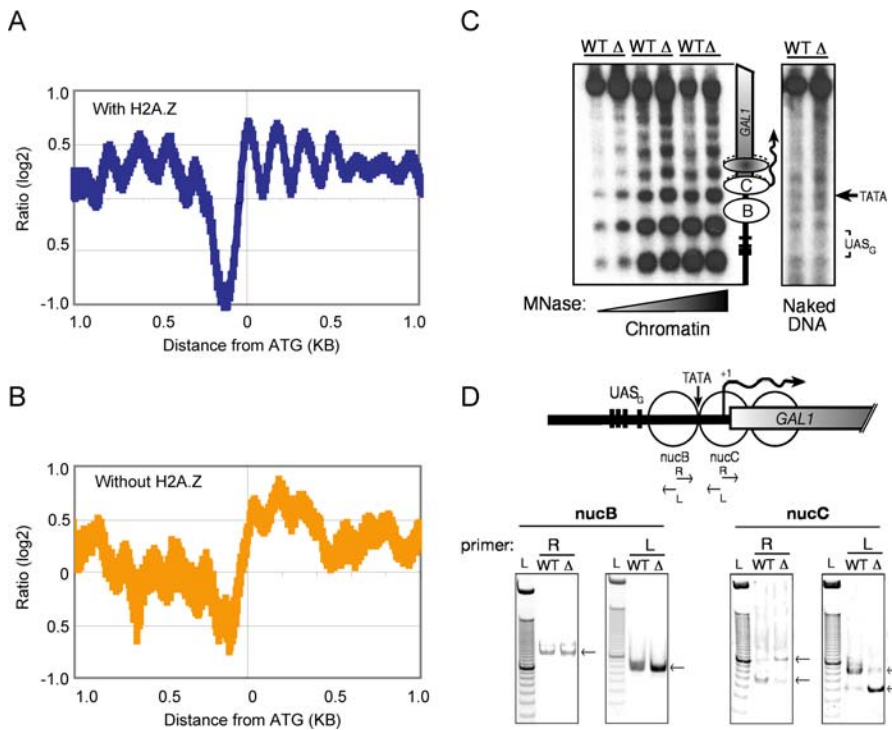 A
With H2A.Z
Ratio (log2)
0.5
0
0.5
-1.0
1.0 0.5 0 0.5 1.0
Distance from ATG (KB)
B
Without H2A.Z
Ratio (log2)
1.0
0.5
0
0.5
1.0
1.0 0.5 0 0.5 1.0
Distance from ATG (KB)
C
WT Δ WT Δ WT Δ
WT Δ
GAL1
C
B
TATA
UASG
MNase:
Chromatin
Naked
DNA
D
TATA
+1
UASG
GAL1
nucB nucC
R R
L L
nucB nucC
primer: R L R L
L WT Δ L WT Δ L WT Δ L WT Δ